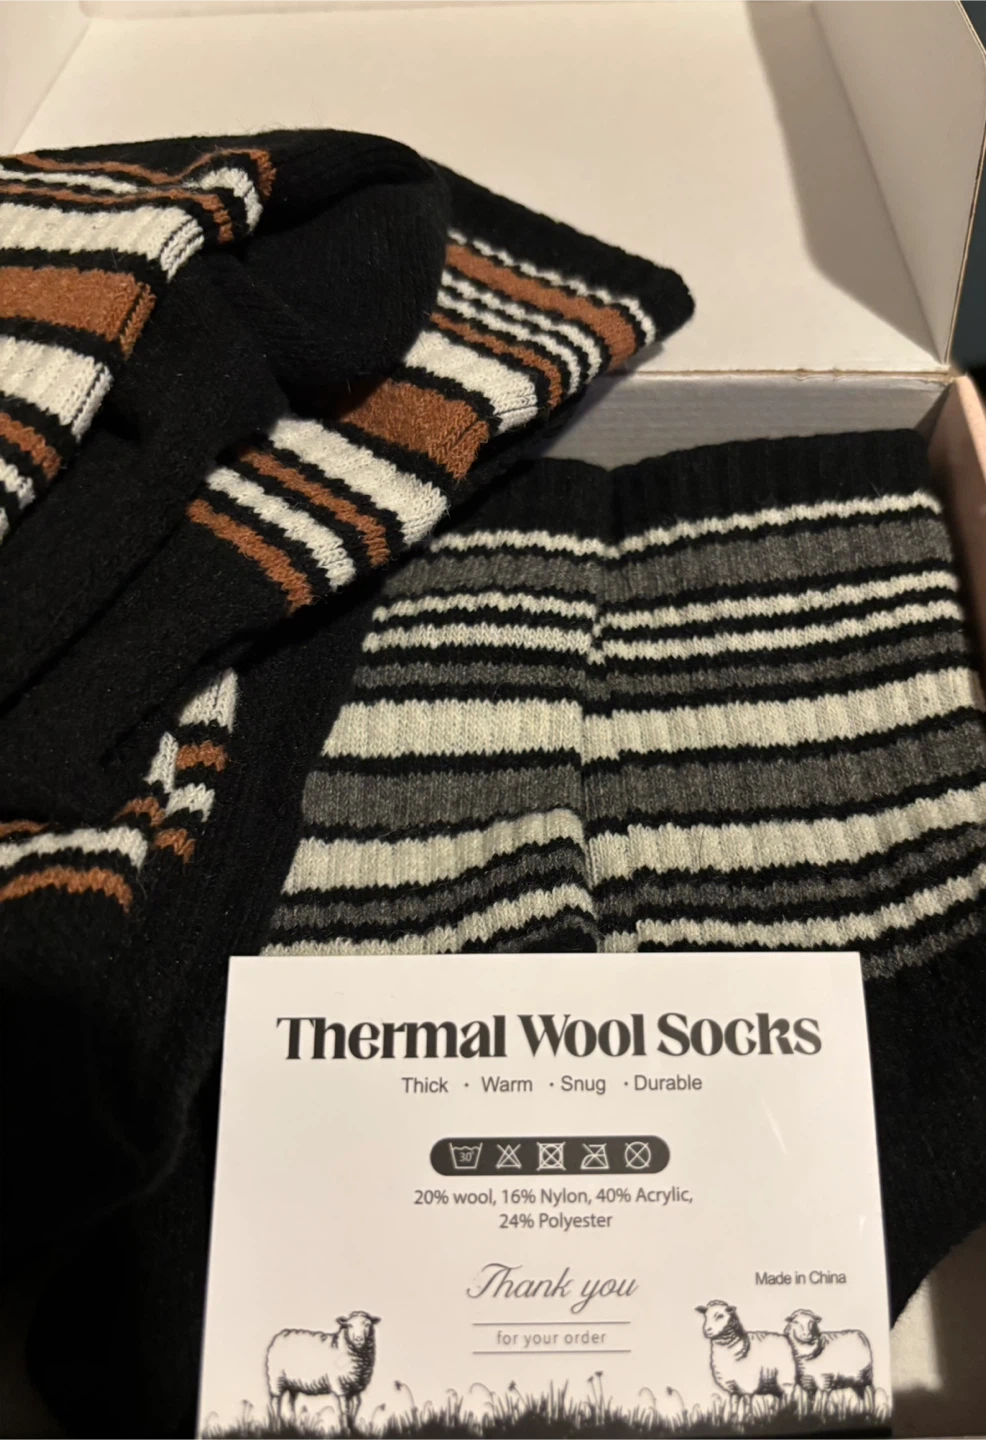 Thermal Wool Socks
Thick · Warm · Snug · Durable
30°
20% wool, 16% Nylon, 40% Acrylic,
24% Polyester
Thank you
for your order
Made in China